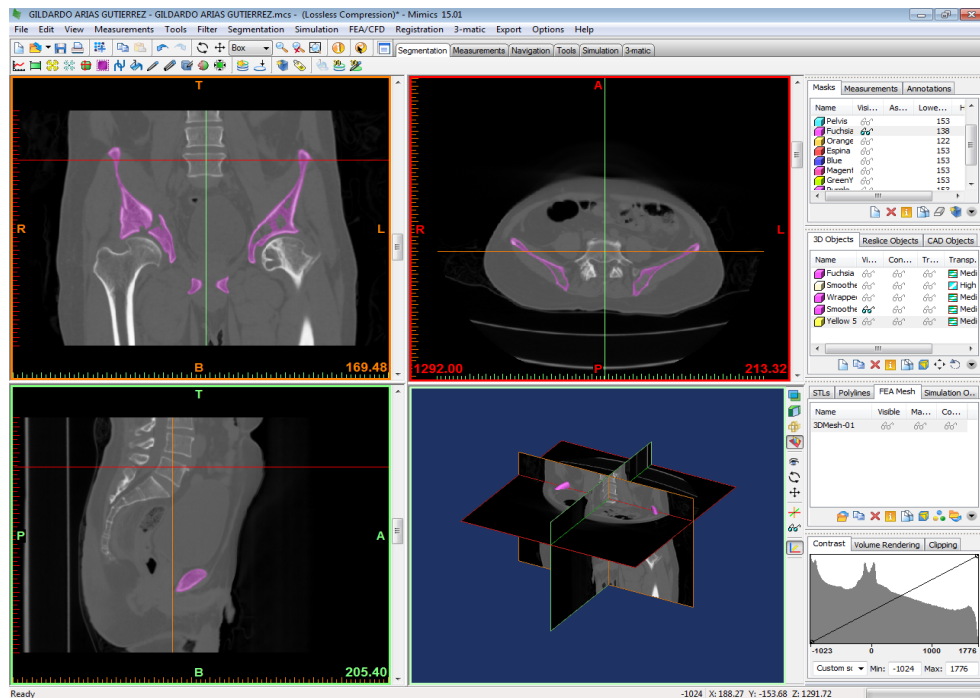 GILDARDO ARIAS GUTIERREZ - GILDARDO ARIAS GUTIERREZ.mcs - (Lossless Compression)* - Mimics 15.01
File Edit View Measurements Tools Filter Segmentation Simulation FEA/CFD Registration 3-matic Export Options Help
Box
Segmentation Measurements Navigation Tools Simulation 3-matic
T
R
L
B
169.48
A
R
L
1292.00
P
213.32
T
P
A
B
205.40
Masks Measurements Annotations
Name Visi... As... Lowe... H
Pelvis 153
Fuchsia 138
Orange 122
Espina 153
Blue 153
Magent 153
GreenY 153
3D Objects Reslice Objects CAD Objects
Name Vi... Con... Tr... Transp.
Fuchsia Medi
Smoothe High
Wrappe Medi
Smoothe Medi
Yellow 5 Medi
STLs Polylines FEA Mesh Simulation O...
Name Visible Ma... Co...
3DMesh-01
Contrast Volume Rendering Clipping
-1023 0 1000 1776
Custom sc Min: -1024 Max: 1776
Ready
-1024 X: 188.27 Y: -153.68 Z: 1291.72